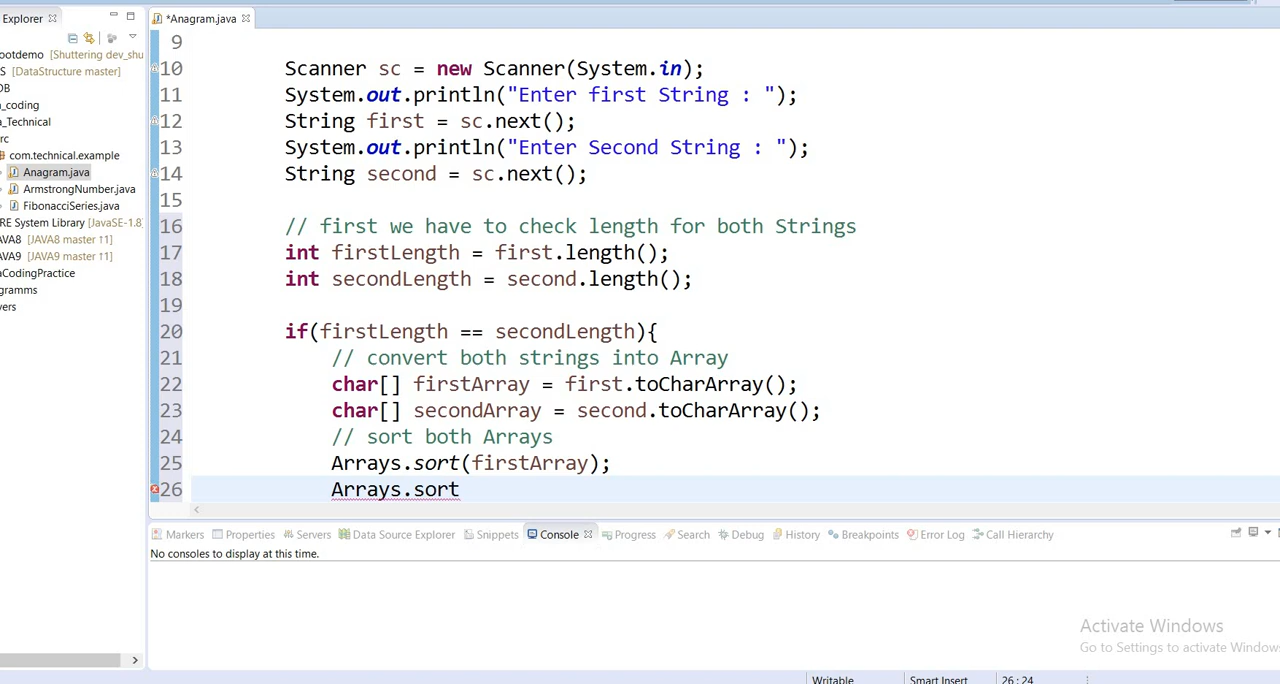 Explorer
*Anagram.java
ootdemo [Shuttering dev_shu
S [DataStructure master]
DB
_coding
a_Technical
rc
com.technical.example
Anagram.java
ArmstrongNumber.java
FibonacciSeries.java
RE System Library [JavaSE-1.8]
AVA8 [JAVA8 master ↑1]
AVA9 [JAVA9 master ↑1]
aCodingPractice
gramms
vers
9
10 Scanner sc = new Scanner(System.in);
11 System.out.println("Enter first String : ");
12 String first = sc.next();
13 System.out.println("Enter Second String : ");
14 String second = sc.next();
15
16 // first we have to check length for both Strings
17 int firstLength = first.length();
18 int secondLength = second.length();
19
20 if(firstLength == secondLength){
21 // convert both strings into Array
22 char[] firstArray = first.toCharArray();
23 char[] secondArray = second.toCharArray();
24 // sort both Arrays
25 Arrays.sort(firstArray);
26 Arrays.sort
Markers Properties Servers Data Source Explorer Snippets Console Progress Search Debug History Breakpoints Error Log Call Hierarchy
No consoles to display at this time.
Activate Windows
Go to Settings to activate Windows
Writable Smart Insert 26 : 24